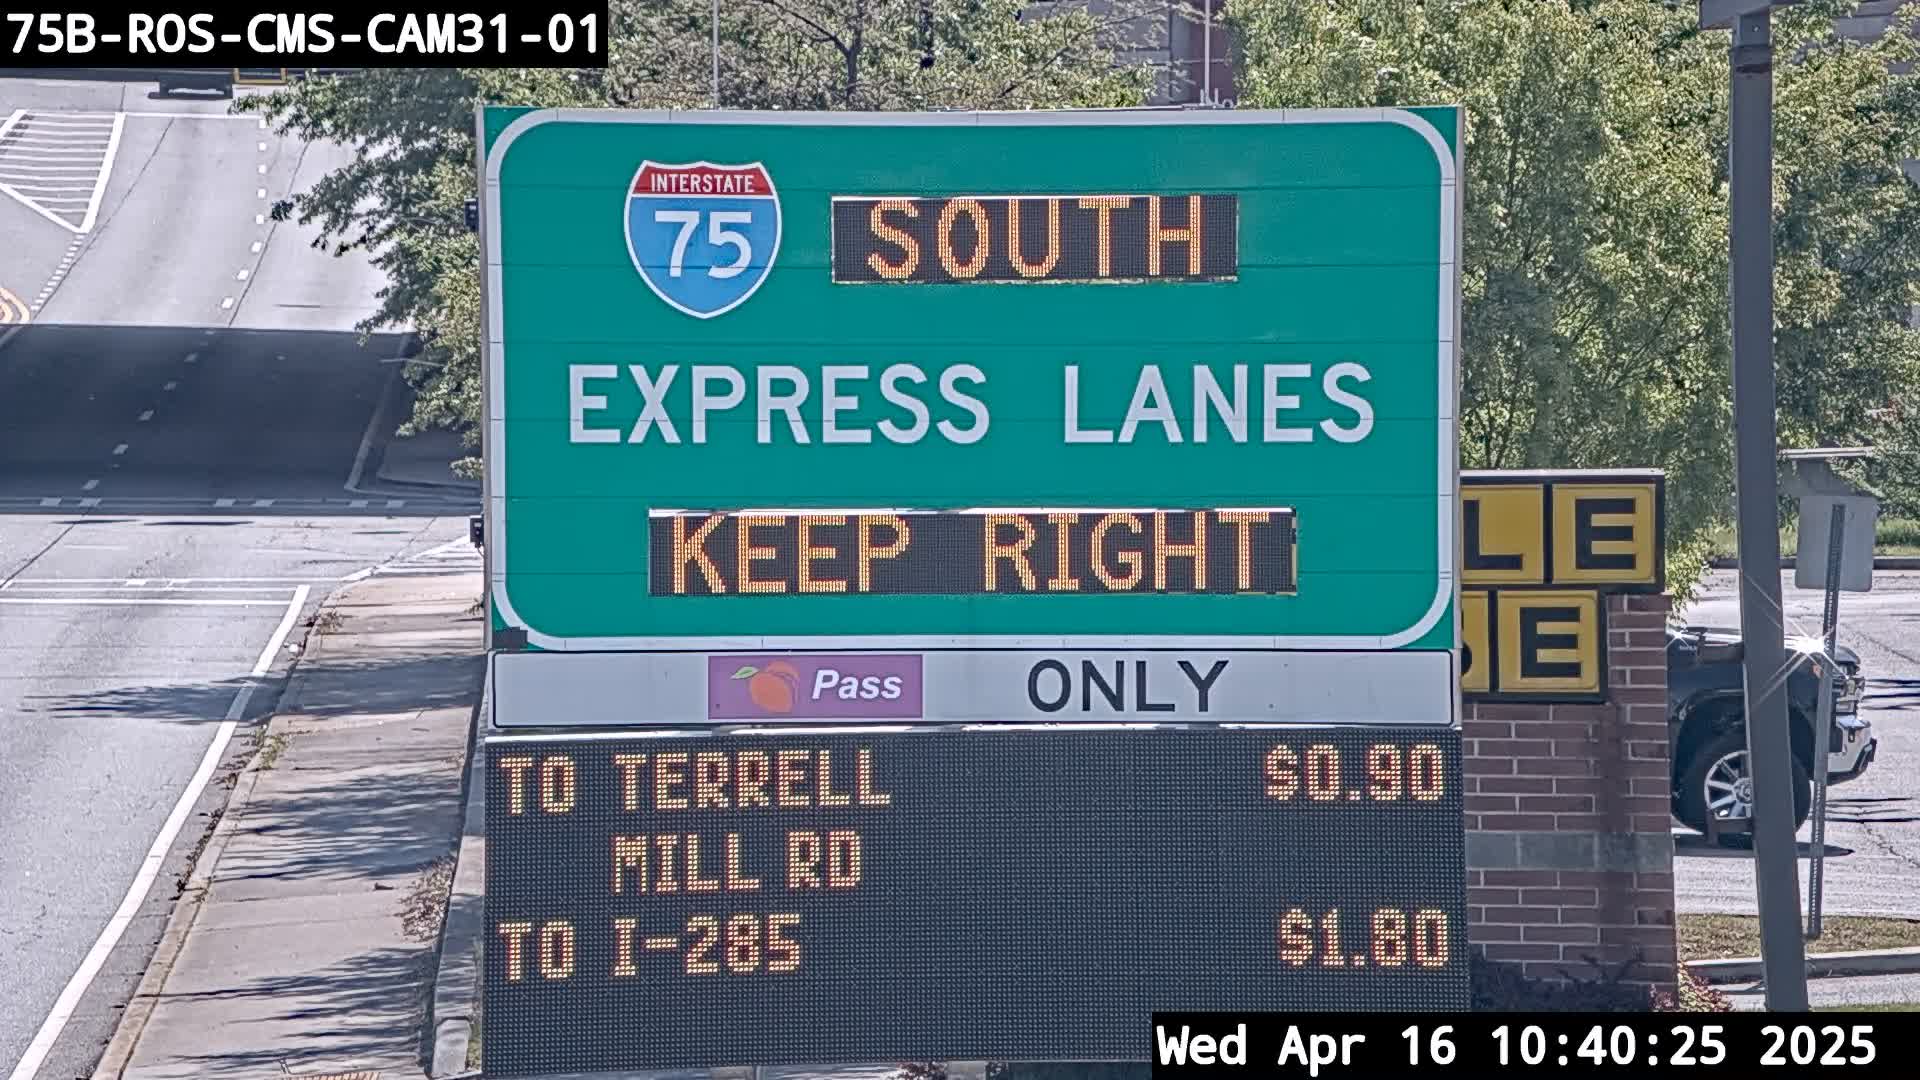 75B-ROS-CMS-CAM31-01
INTERSTATE
75
SOUTH
EXPRESS LANES
KEEP RIGHT
Pass ONLY
TO TERRELL $0.90
MILL RD
TO I-285 $1.80
Wed Apr 16 10:40:25 2025